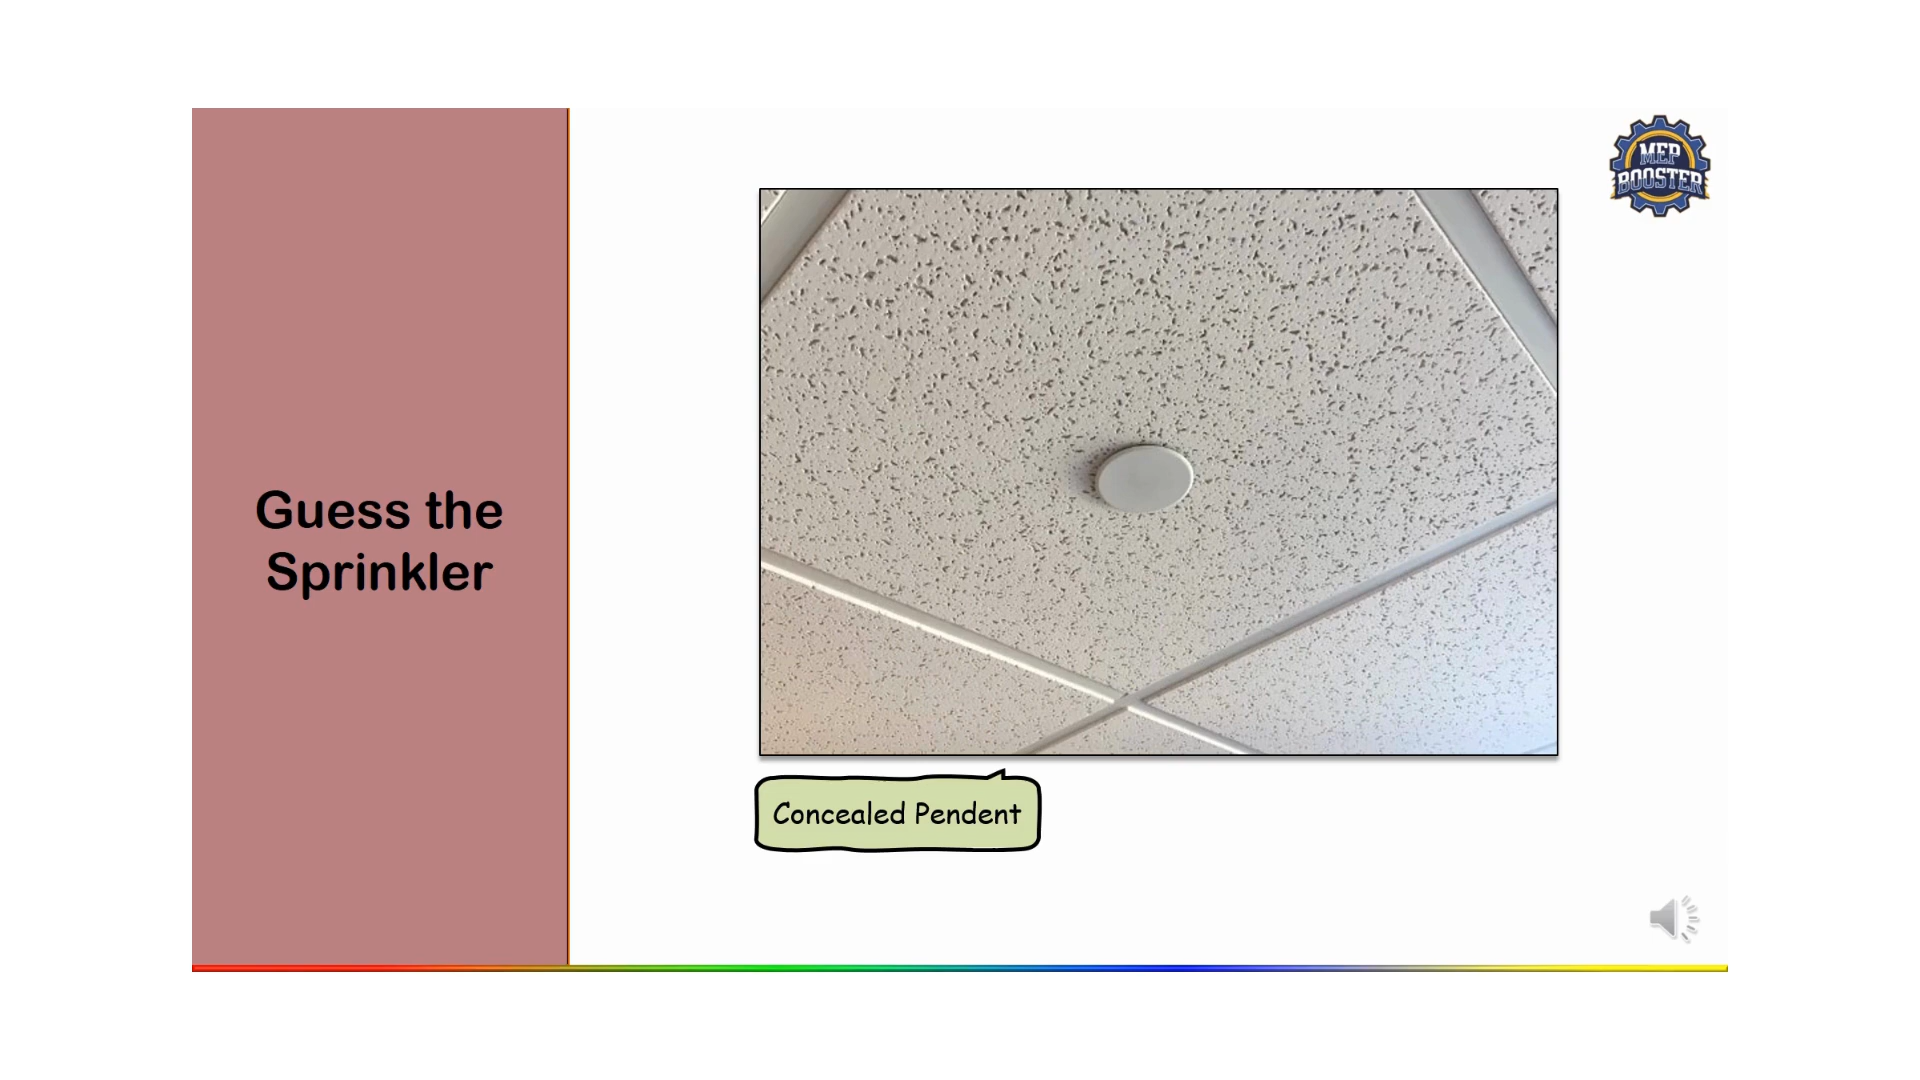 Guess the
Sprinkler
MEP
BOOSTER
Concealed Pendent